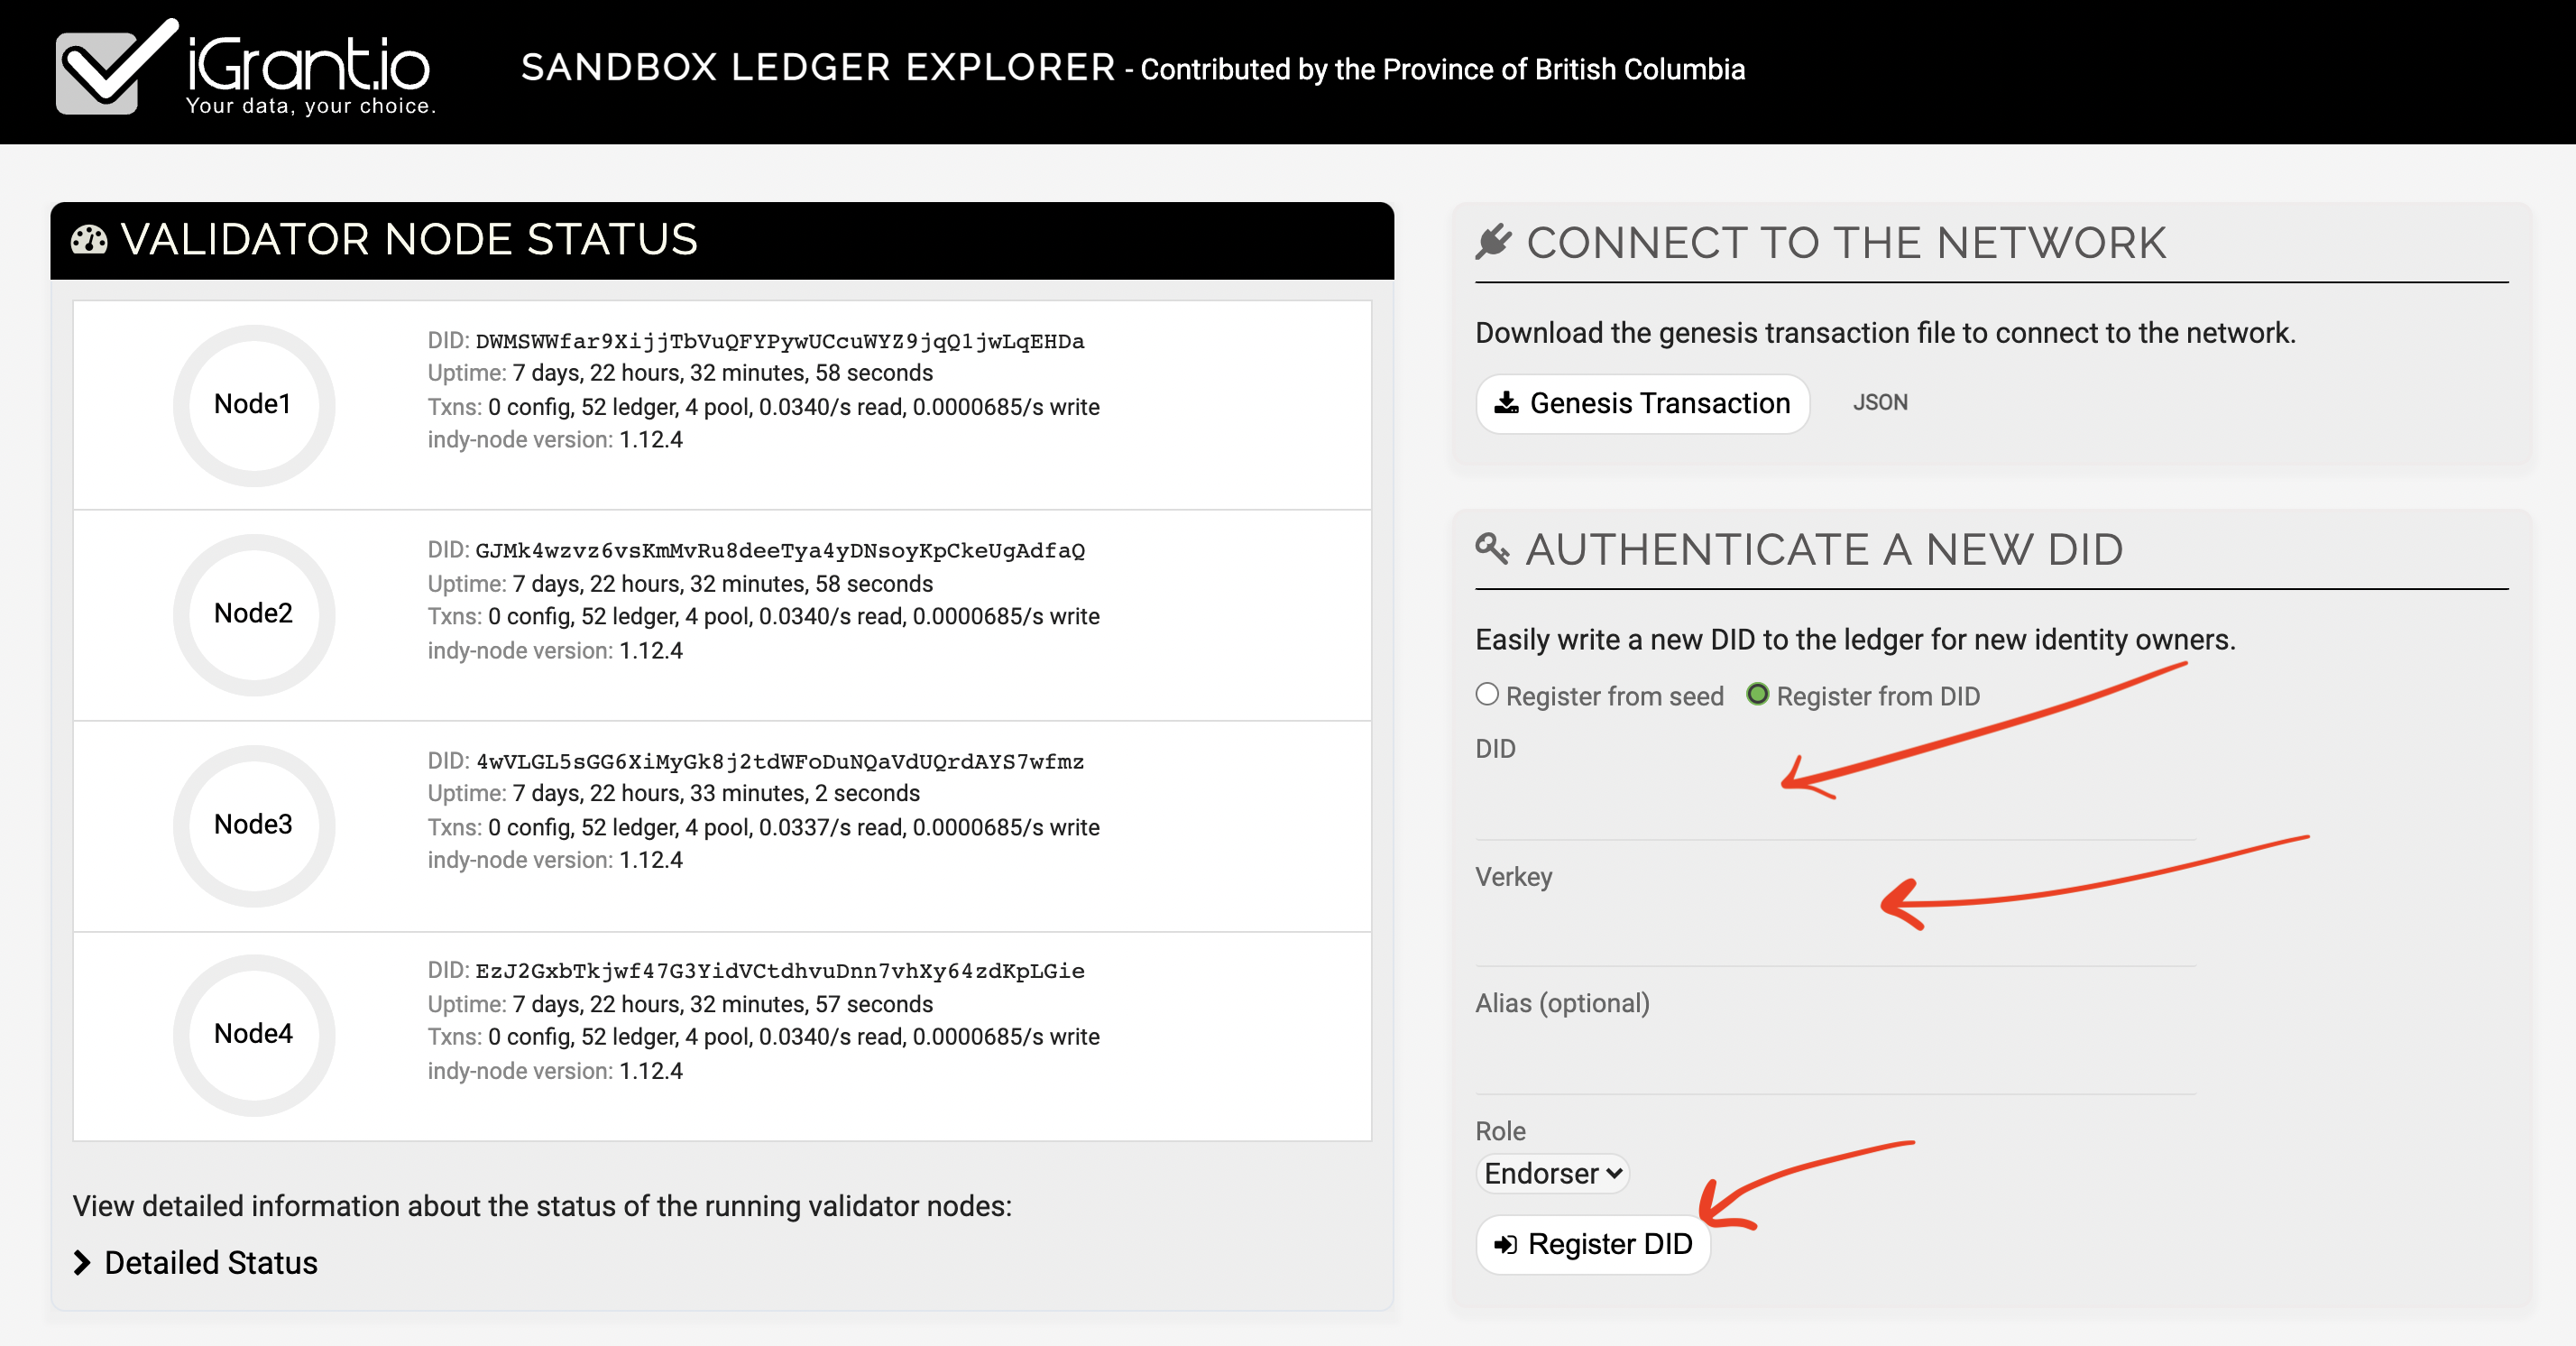 iGrant.io
Your data, your choice.
SANDBOX LEDGER EXPLORER - Contributed by the Province of British Columbia
VALIDATOR NODE STATUS
Node1
DID: DWMSWWfar9XijjTbVuQFYPywUCcuWYZ9jqQ1jwLqEHDa
Uptime: 7 days, 22 hours, 32 minutes, 58 seconds
Txns: 0 config, 52 ledger, 4 pool, 0.0340/s read, 0.0000685/s write
indy-node version: 1.12.4
Node2
DID: GJMk4wzvz6vsKmMvRu8deeTya4yDNsoyKpCkeUgAdfaQ
Uptime: 7 days, 22 hours, 32 minutes, 58 seconds
Txns: 0 config, 52 ledger, 4 pool, 0.0340/s read, 0.0000685/s write
indy-node version: 1.12.4
Node3
DID: 4wVLGL5sGG6XiMyGk8j2tdWFoDuNQaVdUQrdAYS7wfmz
Uptime: 7 days, 22 hours, 33 minutes, 2 seconds
Txns: 0 config, 52 ledger, 4 pool, 0.0337/s read, 0.0000685/s write
indy-node version: 1.12.4
Node4
DID: EzJ2GxbTkjwf47G3YidVCtdhvuDnn7vhXy64zdKpLGie
Uptime: 7 days, 22 hours, 32 minutes, 57 seconds
Txns: 0 config, 52 ledger, 4 pool, 0.0340/s read, 0.0000685/s write
indy-node version: 1.12.4
View detailed information about the status of the running validator nodes:
Detailed Status
CONNECT TO THE NETWORK
Download the genesis transaction file to connect to the network.
Genesis Transaction JSON
AUTHENTICATE A NEW DID
Easily write a new DID to the ledger for new identity owners.
Register from seed Register from DID
DID
Verkey
Alias (optional)
Role
Endorser
Register DID